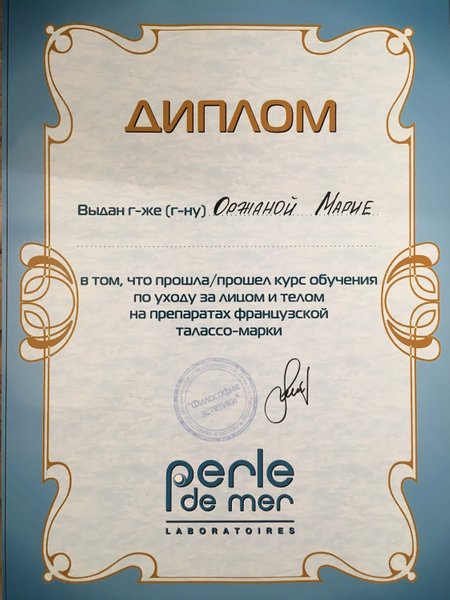 ДИПЛОМ
Выдан г-же (г-ну) Оржаной Марие
в том, что прошла/прошел курс обучения
по уходу за лицом и телом
на препаратах французской
талассо-марки
"Философия
эстетики"
perle
de mer
LABORATOIRES